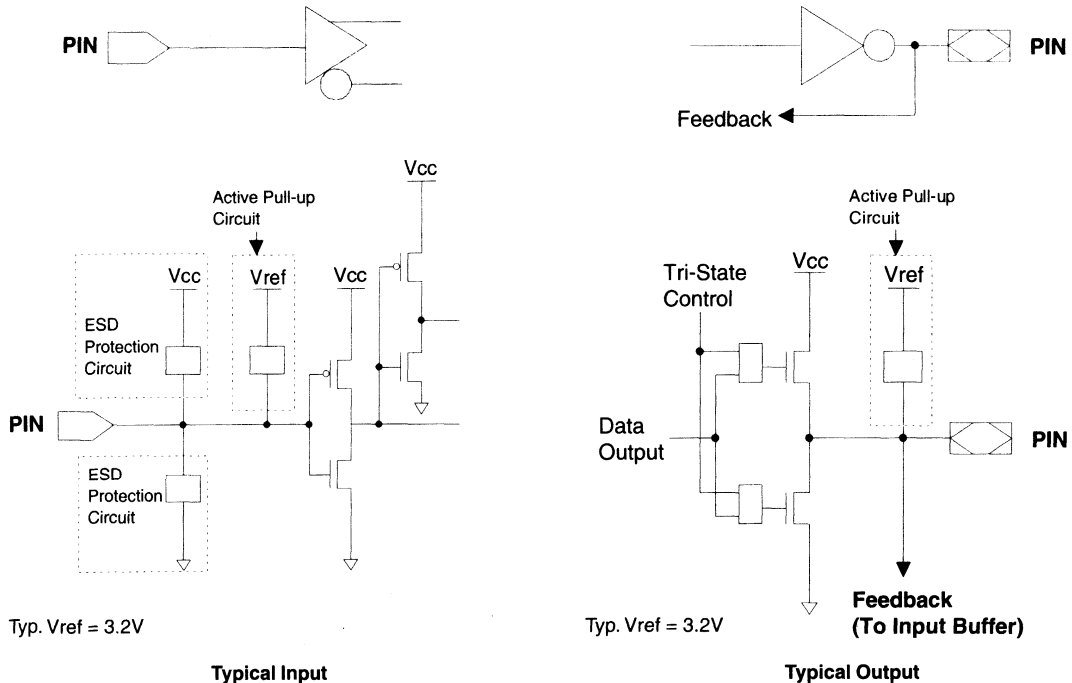 PIN
PIN
Feedback
Vcc
Active Pull-up
Circuit
Active Pull-up
Circuit
Vcc
Vref
Vcc
ESD
Protection
Circuit
Tri-State
Control
Vcc
Vref
PIN
Data
Output
PIN
ESD
Protection
Circuit
Feedback
(To Input Buffer)
Typ. Vref = 3.2V
Typ. Vref = 3.2V
Typical Input
Typical Output